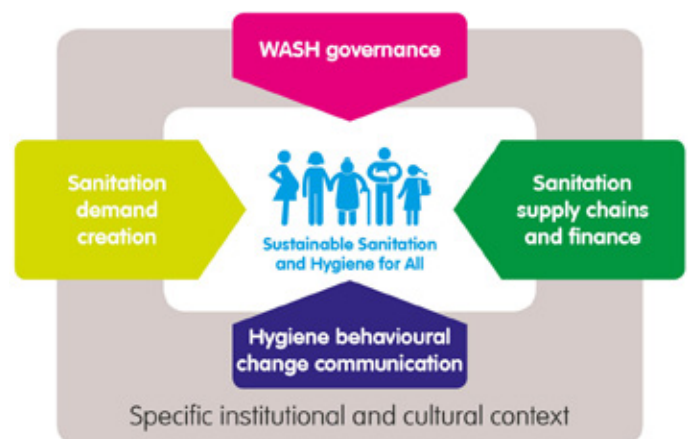 WASH governance
Sanitation
demand
creation
Sustainable Sanitation
and Hygiene for All
Sanitation
supply chains
and finance
Hygiene behavioural
change communication
Specific institutional and cultural context